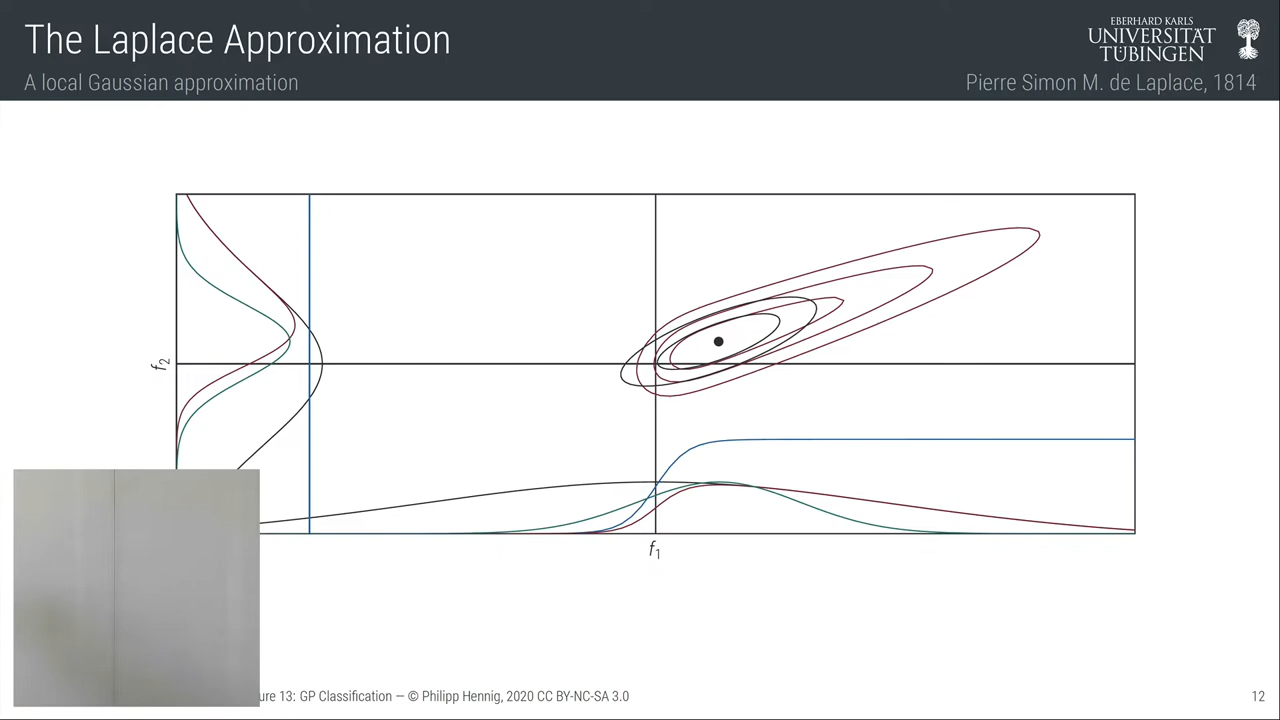 The Laplace Approximation
A local Gaussian approximation
EBERHARD KARLS
UNIVERSITÄT
TÜBINGEN
Pierre Simon M. de Laplace, 1814
f2
f1
13: GP Classification — © Philipp Hennig, 2020 CC BY-NC-SA 3.0
12